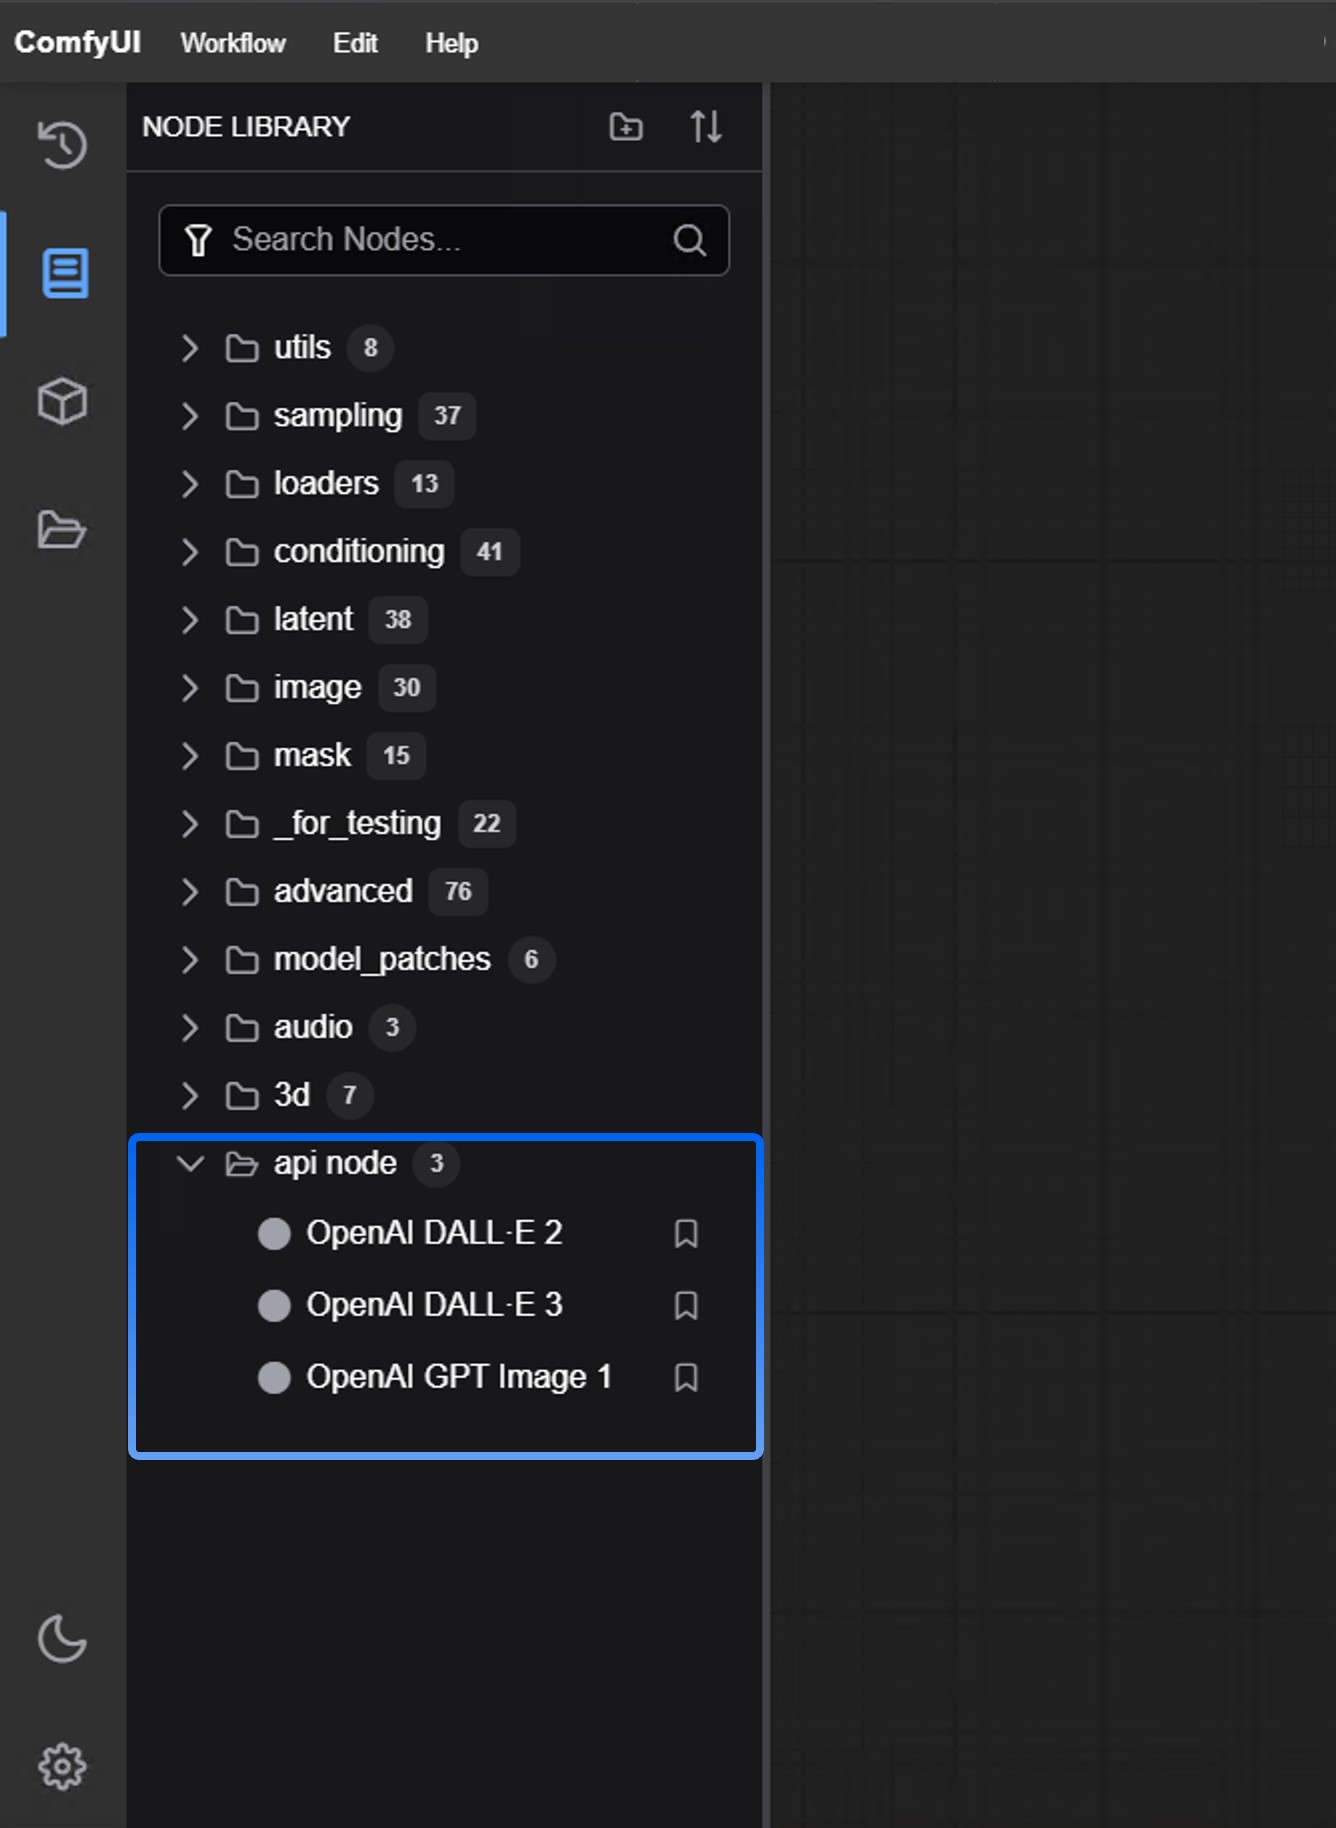 ComfyUI Workflow Edit Help
NODE LIBRARY
Search Nodes...
utils 8
sampling 37
loaders 13
conditioning 41
latent 38
image 30
mask 15
_for_testing 22
advanced 76
model_patches 6
audio 3
3d 7
api node 3
OpenAI DALL·E 2
OpenAI DALL·E 3
OpenAI GPT Image 1